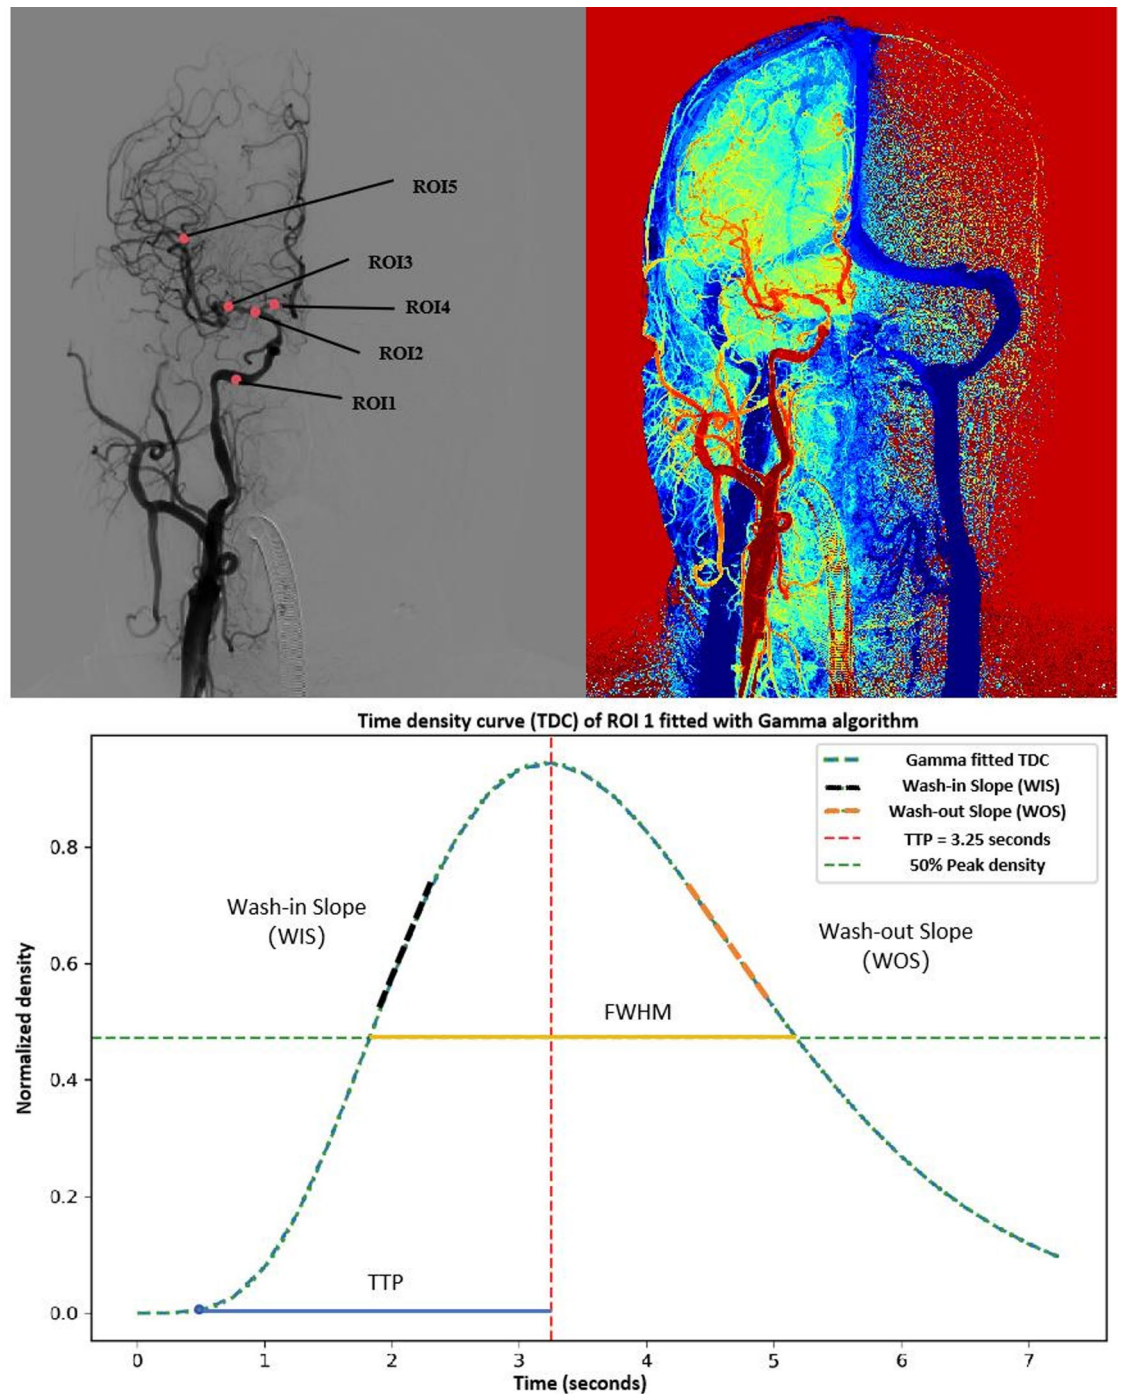 ROI5
ROI3
ROI4
ROI2
ROI1
Time density curve (TDC) of ROI 1 fitted with Gamma algorithm
Gamma fitted TDC
Wash-in Slope (WIS)
Wash-out Slope (WOS)
TTP = 3.25 seconds
50% Peak density
Wash-in Slope
(WIS)
Wash-out Slope
(WOS)
FWHM
TTP
Normalized density
0.8
0.6
0.4
0.2
0.0
0 1 2 3 4 5 6 7
Time (seconds)